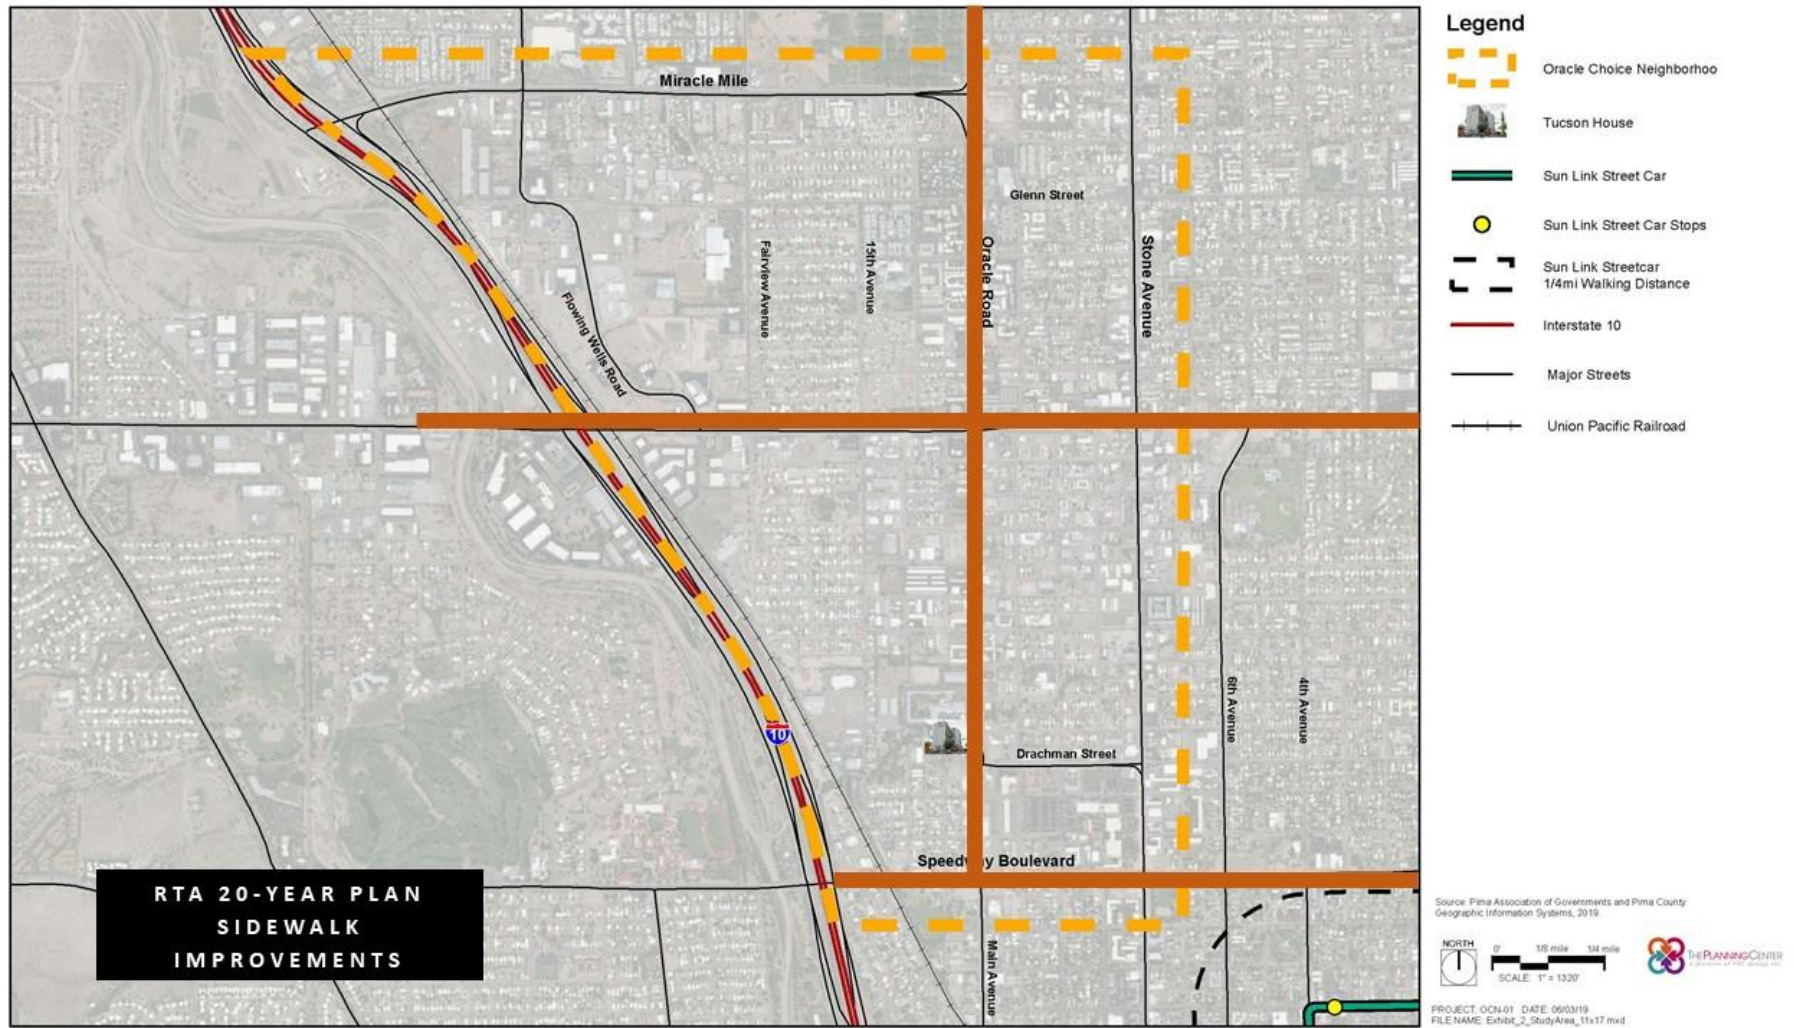 Miracle Mile
Glenn Street
Fairview Avenue
15th Avenue
Oracle Road
Stone Avenue
Flowing Wells Road
10
6th Avenue
4th Avenue
Drachman Street
Speedway Boulevard
Main Avenue
RTA 20-YEAR PLAN
SIDEWALK
IMPROVEMENTS
Legend
Oracle Choice Neighborhoo
Tucson House
Sun Link Street Car
Sun Link Street Car Stops
Sun Link Streetcar
1/4mi Walking Distance
Interstate 10
Major Streets
Union Pacific Railroad
Source: Pima Association of Governments and Pima County
Geographic Information Systems, 2019.
NORTH
0' 1/8 mile 1/4 mile
SCALE: 1" = 1320'
THEPLANNINGCENTER
PROJECT: OCN-01 DATE: 06/03/19
FILE NAME: Exhibit_2_StudyArea_11x17.mxd